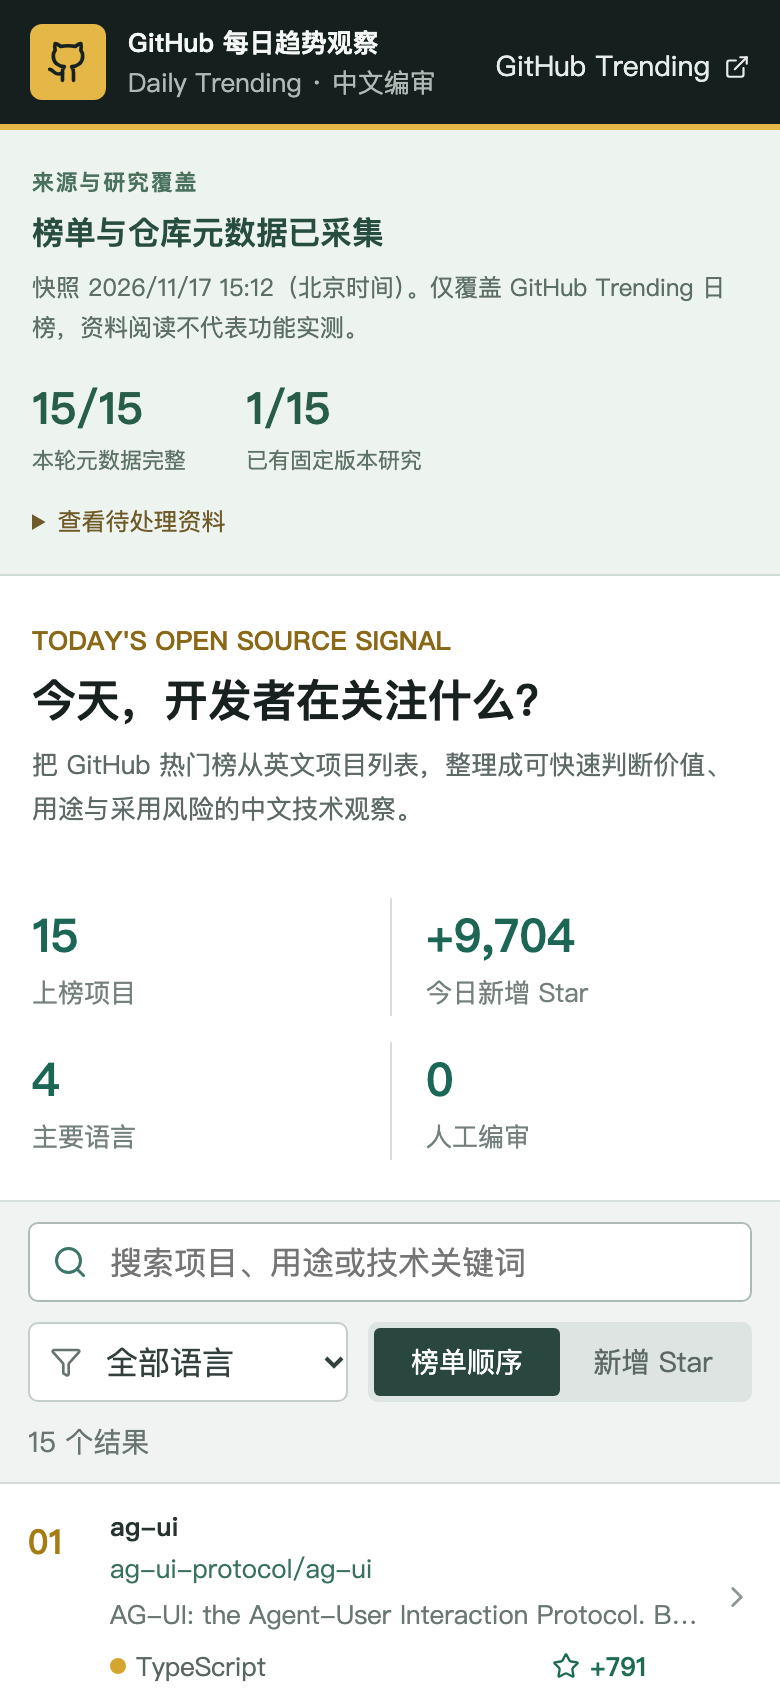 GitHub 每日趋势观察
Daily Trending · 中文编审
GitHub Trending
来源与研究覆盖
榜单与仓库元数据已采集
快照 2026/11/17 15:12（北京时间）。仅覆盖 GitHub Trending 日
榜，资料阅读不代表功能实测。
15/15
1/15
本轮元数据完整
已有固定版本研究
查看待处理资料
TODAY'S OPEN SOURCE SIGNAL
今天，开发者在关注什么？
把 GitHub 热门榜从英文项目列表，整理成可快速判断价值、
用途与采用风险的中文技术观察。
15
+9,704
上榜项目
今日新增 Star
4
0
主要语言
人工编审
搜索项目、用途或技术关键词
全部语言
榜单顺序
新增 Star
15 个结果
01
ag-ui
ag-ui-protocol/ag-ui
AG-UI: the Agent-User Interaction Protocol. B...
TypeScript
+791